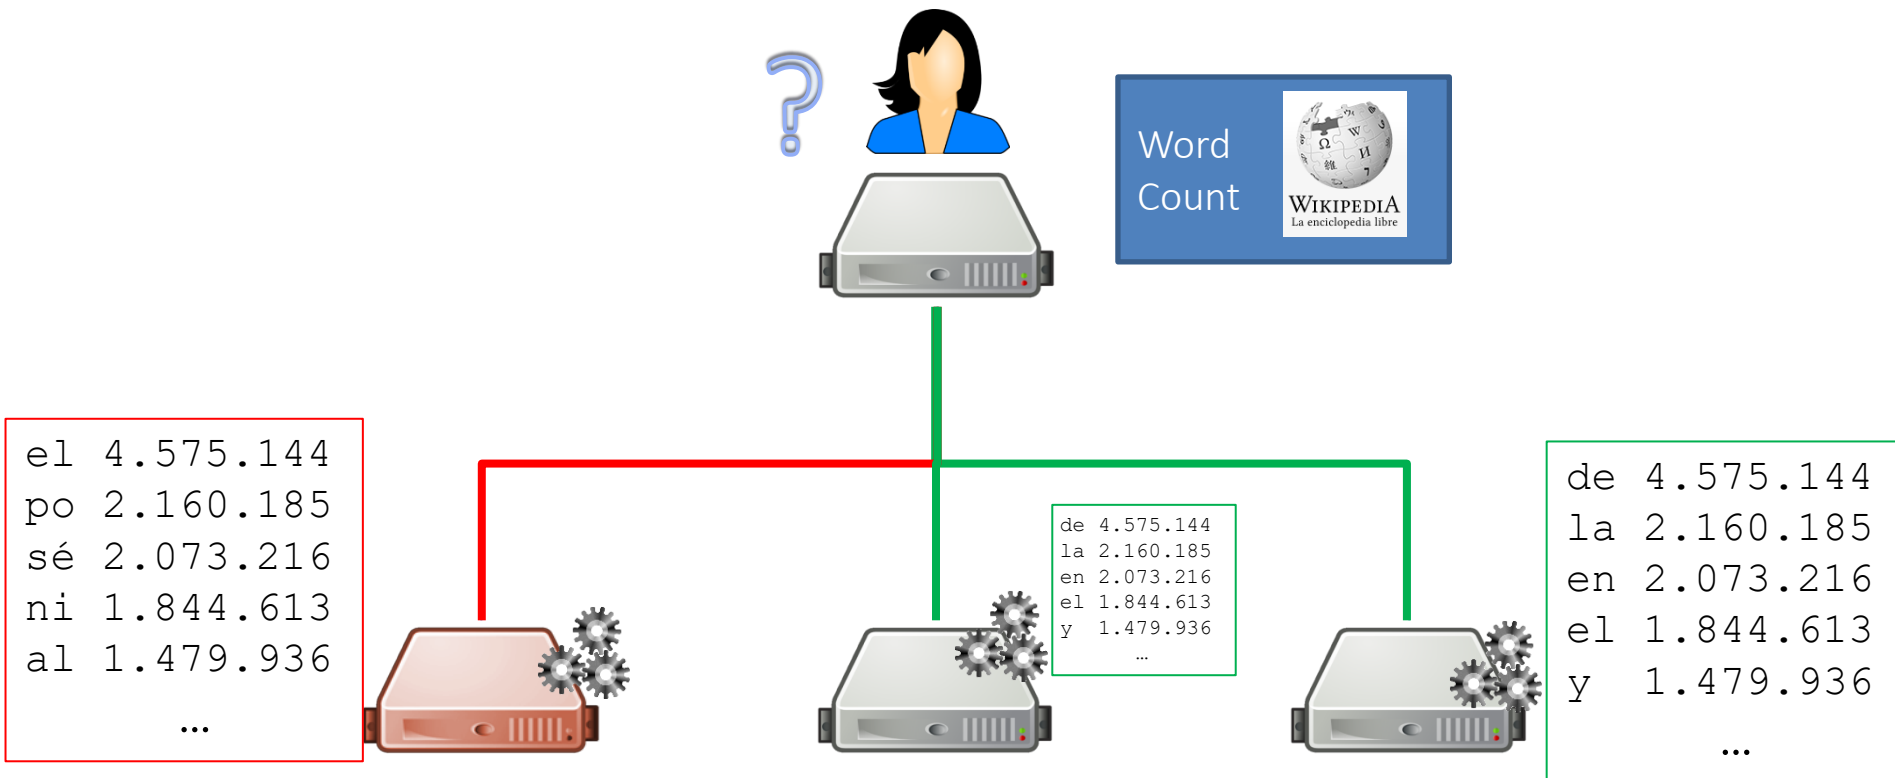 ?
Word
Count
WIKIPEDIA
La enciclopedia libre
el 4.575.144
po 2.160.185
sé 2.073.216
ni 1.844.613
al 1.479.936
...
de 4.575.144
la 2.160.185
en 2.073.216
el 1.844.613
y 1.479.936
...
de 4.575.144
la 2.160.185
en 2.073.216
el 1.844.613
y 1.479.936
...